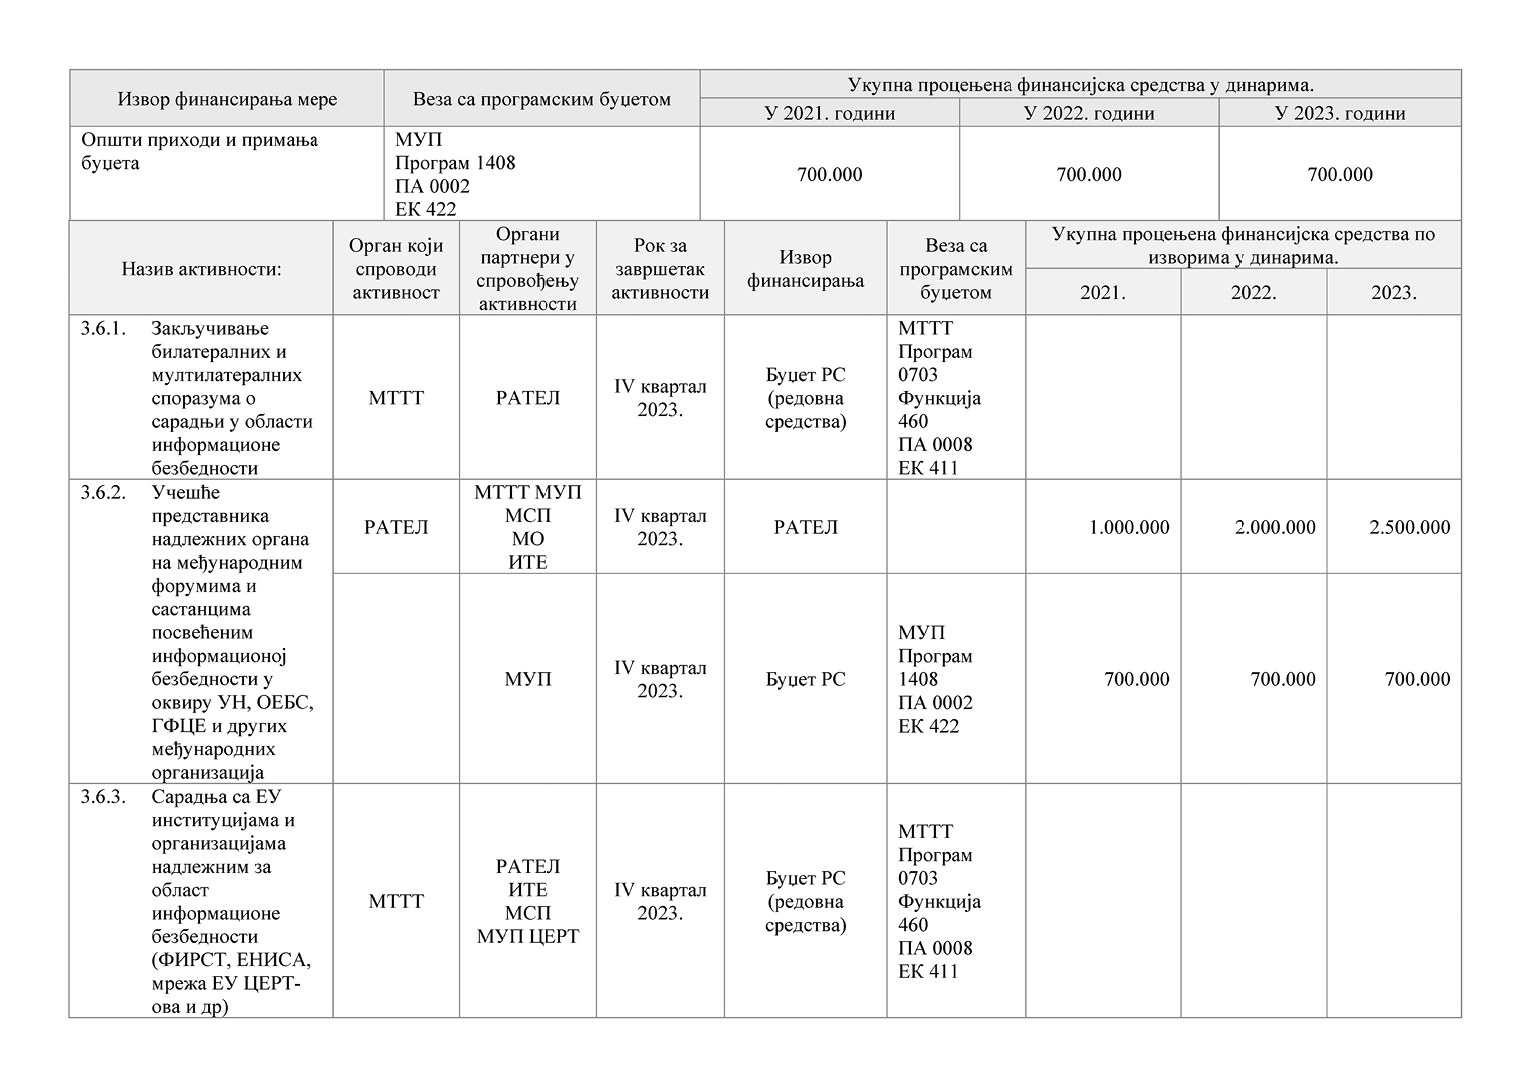 Извор финансирања мере
Веза са програмским буџетом
Укупна процењена финансијска средства у динарима.
У 2021. години
У 2022. години
У 2023. години
Општи приходи и примања
буџета
МУП
Програм 1408
ПА 0002
ЕК 422
700.000
700.000
700.000
Назив активности:
Орган који
спроводи
активност
Органи
партнери у
спровођењу
активности
Рок за
завршетак
активности
Извор
финансирања
Веза са
програмским
буџетом
Укупна процењена финансијска средства по
изворима у динарима.
2021.
2022.
2023.
3.6.1. Закључивање
билатералних и
мултилатералних
споразума о
сарадњи у области
информационе
безбедности
МТТТ
РАТЕЛ
IV квартал
2023.
Буџет РС
(редовна
средства)
МТТТ
Програм
0703
Функција
460
ПА 0008
ЕК 411
3.6.2. Учешће
представника
надлежних органа
на међународним
форумима и
састанцима
посвећеним
информационој
безбедности у
оквиру УН, ОЕБС,
ГФЦЕ и других
међународних
организација
РАТЕЛ
МТТТ МУП
МСП
МО
ИТЕ
IV квартал
2023.
РАТЕЛ
1.000.000
2.000.000
2.500.000
МУП
IV квартал
2023.
Буџет РС
МУП
Програм
1408
ПА 0002
ЕК 422
700.000
700.000
700.000
3.6.3. Сарадња са ЕУ
институцијама и
организацијама
надлежним за
област
информационе
безбедности
(ФИРСТ, ЕНИСА,
мрежа ЕУ ЦЕРТ-
ова и др)
МТТТ
РАТЕЛ
ИТЕ
МСП
МУП ЦЕРТ
IV квартал
2023.
Буџет РС
(редовна
средства)
МТТТ
Програм
0703
Функција
460
ПА 0008
ЕК 411